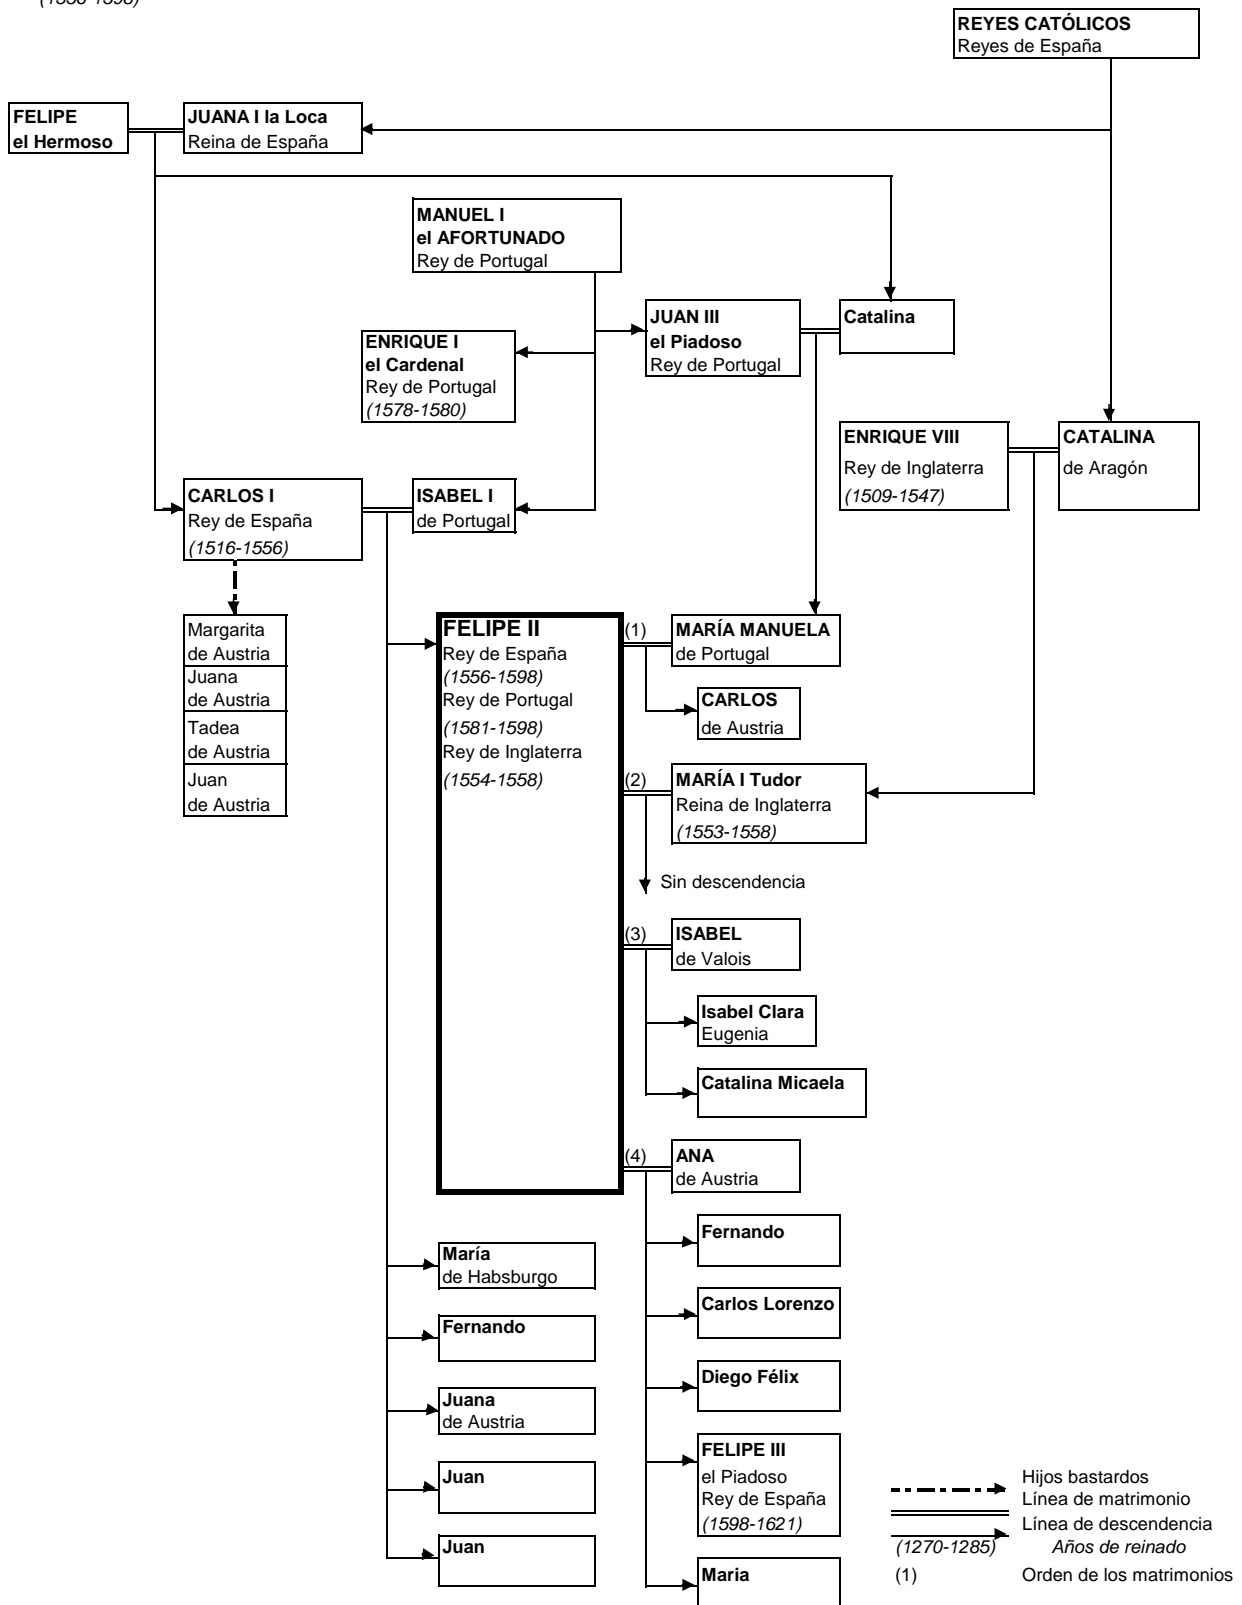 (1556-1598)
REYES CATÓLICOS
Reyes de España
FELIPE
el Hermoso
JUANA I la Loca
Reina de España
MANUEL I
el AFORTUNADO
Rey de Portugal
JUAN III
el Piadoso
Rey de Portugal
Catalina
ENRIQUE I
el Cardenal
Rey de Portugal
(1578-1580)
ENRIQUE VIII
Rey de Inglaterra
(1509-1547)
CATALINA
de Aragón
CARLOS I
Rey de España
(1516-1556)
ISABEL I
de Portugal
Margarita
de Austria
Juana
de Austria
Tadea
de Austria
Juan
de Austria
FELIPE II
Rey de España
(1556-1598)
Rey de Portugal
(1581-1598)
Rey de Inglaterra
(1554-1558)
(1)
MARÍA MANUELA
de Portugal
CARLOS
de Austria
(2)
MARÍA I Tudor
Reina de Inglaterra
(1553-1558)
Sin descendencia
(3)
ISABEL
de Valois
Isabel Clara
Eugenia
Catalina Micaela
(4)
ANA
de Austria
Fernando
Carlos Lorenzo
Diego Félix
FELIPE III
el Piadoso
Rey de España
(1598-1621)
Maria
María
de Habsburgo
Fernando
Juana
de Austria
Juan
Juan
Hijos bastardos
Línea de matrimonio
Línea de descendencia
(1270-1285) Años de reinado
(1) Orden de los matrimonios